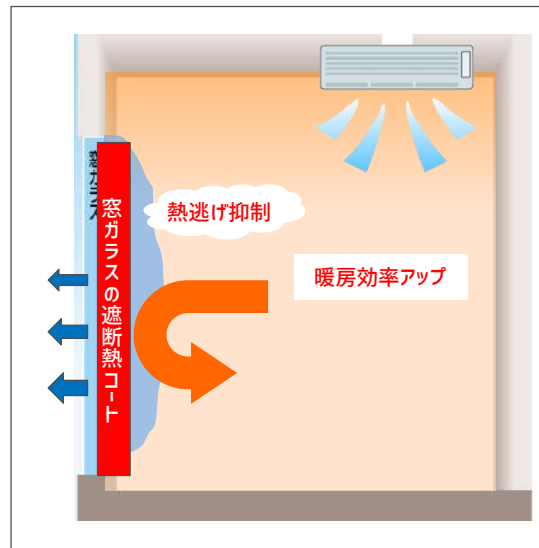 窓ガラス
窓ガラスの遮断熱コート
熱逃げ抑制
暖房効率アップ